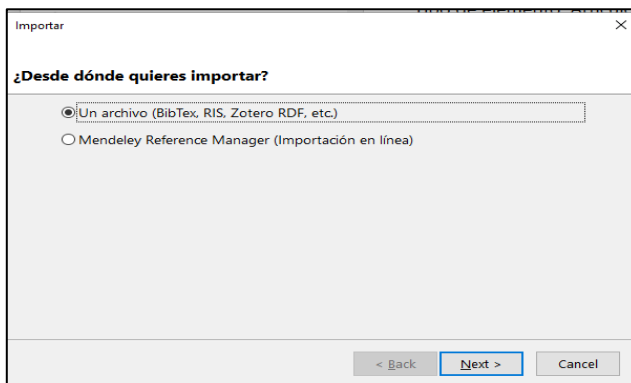 Importar
¿Desde dónde quieres importar?
Un archivo (BibTex, RIS, Zotero RDF, etc.)
Mendeley Reference Manager (Importación en línea)
< Back Next > Cancel